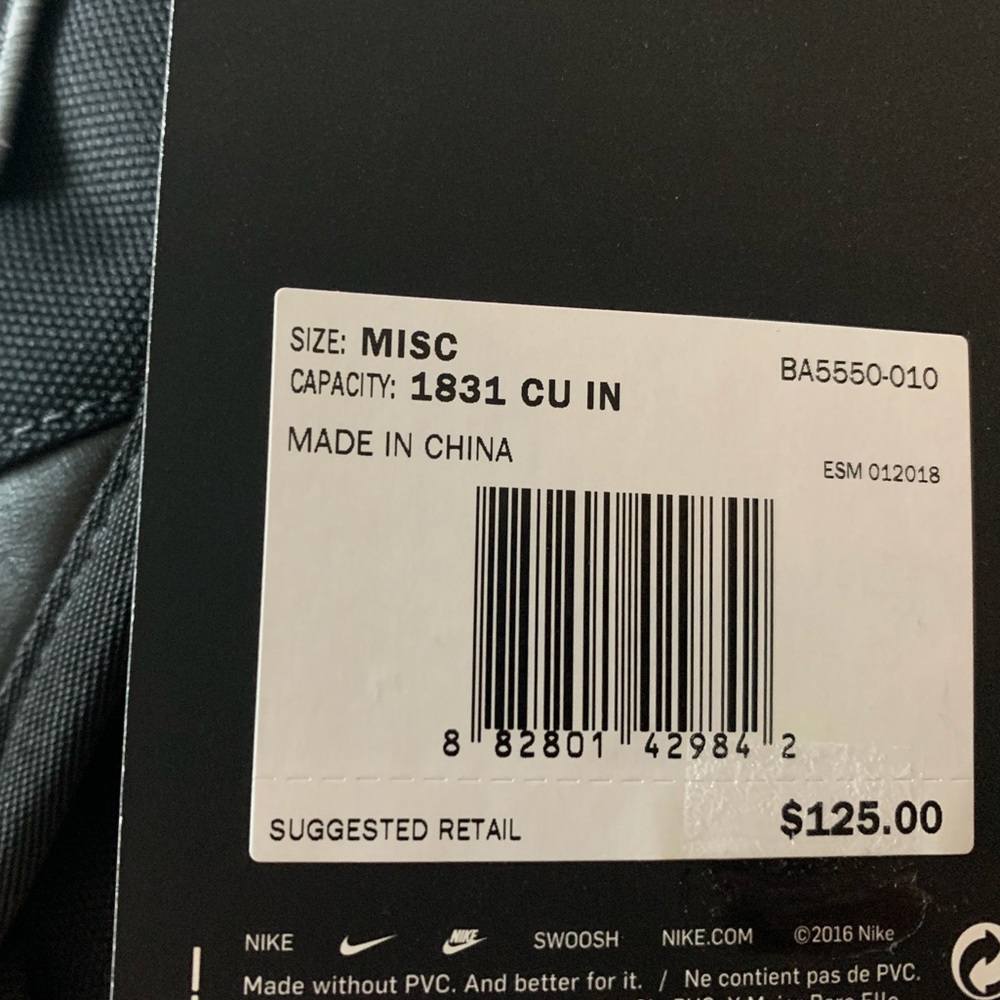 SIZE: MISC
BA5550-010
CAPACITY: 1831 CU IN
MADE IN CHINA
ESM 012018
8 82801 42984 2
SUGGESTED RETAIL $125.00
NIKE NIKE SWOOSH NIKE.COM ©2016 Nike
Made without PVC. And better for it. / Ne contient pas de PVC.